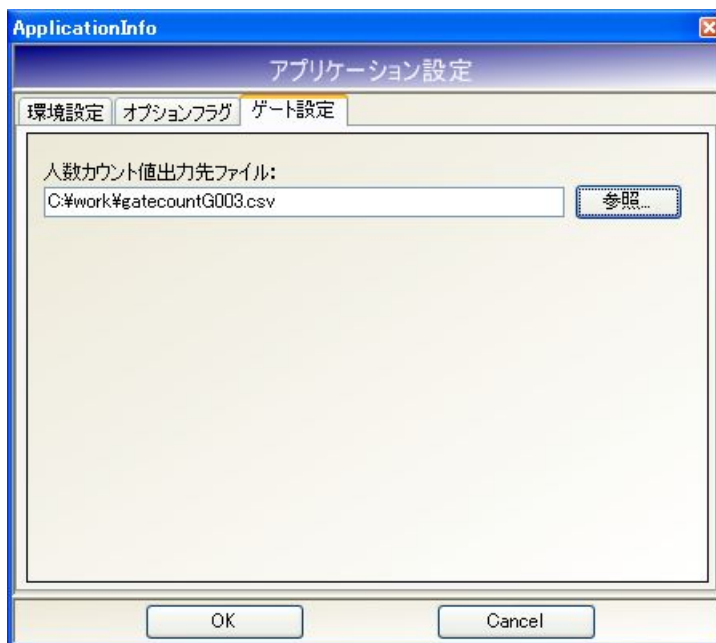 ApplicationInfo
アプリケーション設定
環境設定 オプションフラグ ゲート設定
人数カウント値出力先ファイル:
C:¥work¥gatecountG003.csv 参照...
OK Cancel